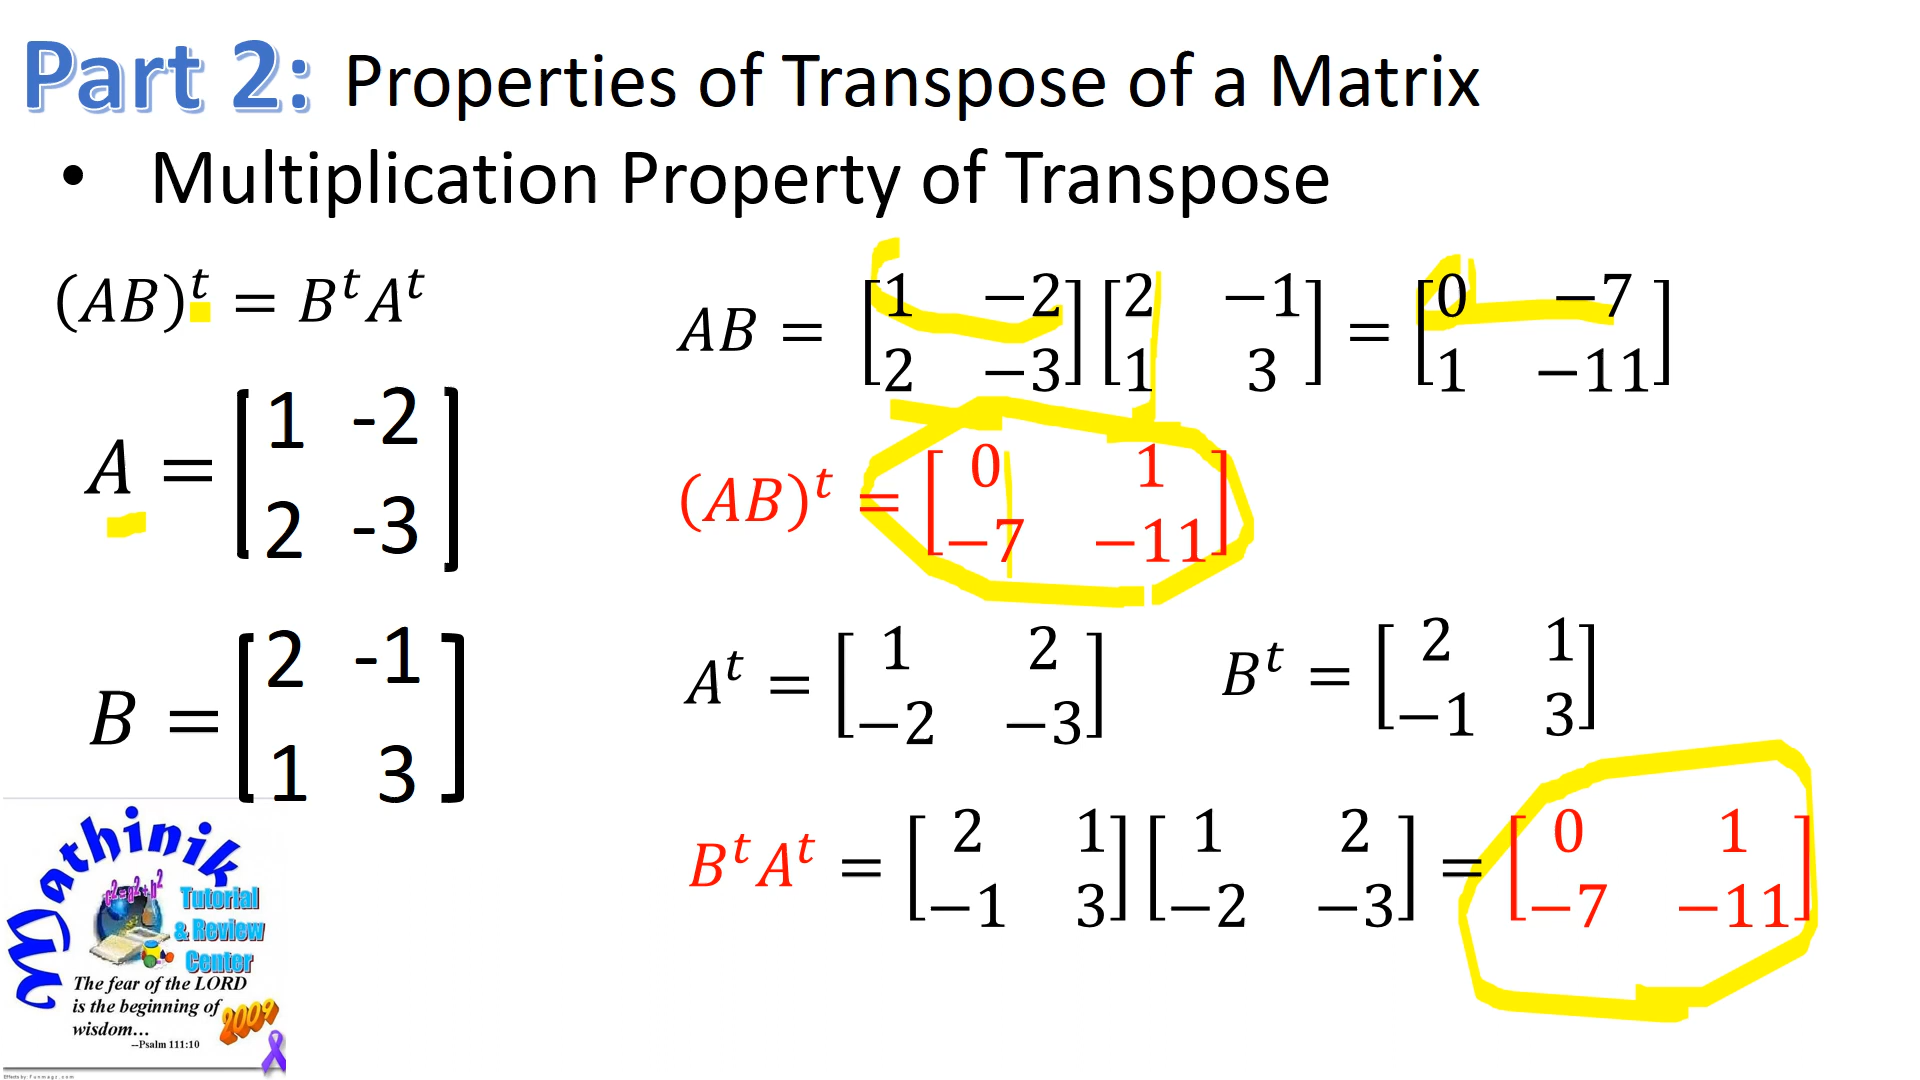 Part 2: Properties of Transpose of a Matrix
• Multiplication Property of Transpose
(AB)ᵗ = BᵗAᵗ
A = [1 -2
2 -3]
B = [2 -1
1 3]
AB = [1 −2
2 −3] [2 −1
1 3] = [0 −7
1 −11]
(AB)ᵗ = [0 1
−7 −11]
Aᵗ = [1 2
−2 −3]
Bᵗ = [2 1
−1 3]
BᵗAᵗ = [2 1
−1 3] [1 2
−2 −3] = [0 1
−7 −11]
Mathinik
Tutorial
& Review
Center
The fear of the LORD
is the beginning of
wisdom...
--Psalm 111:10
2009